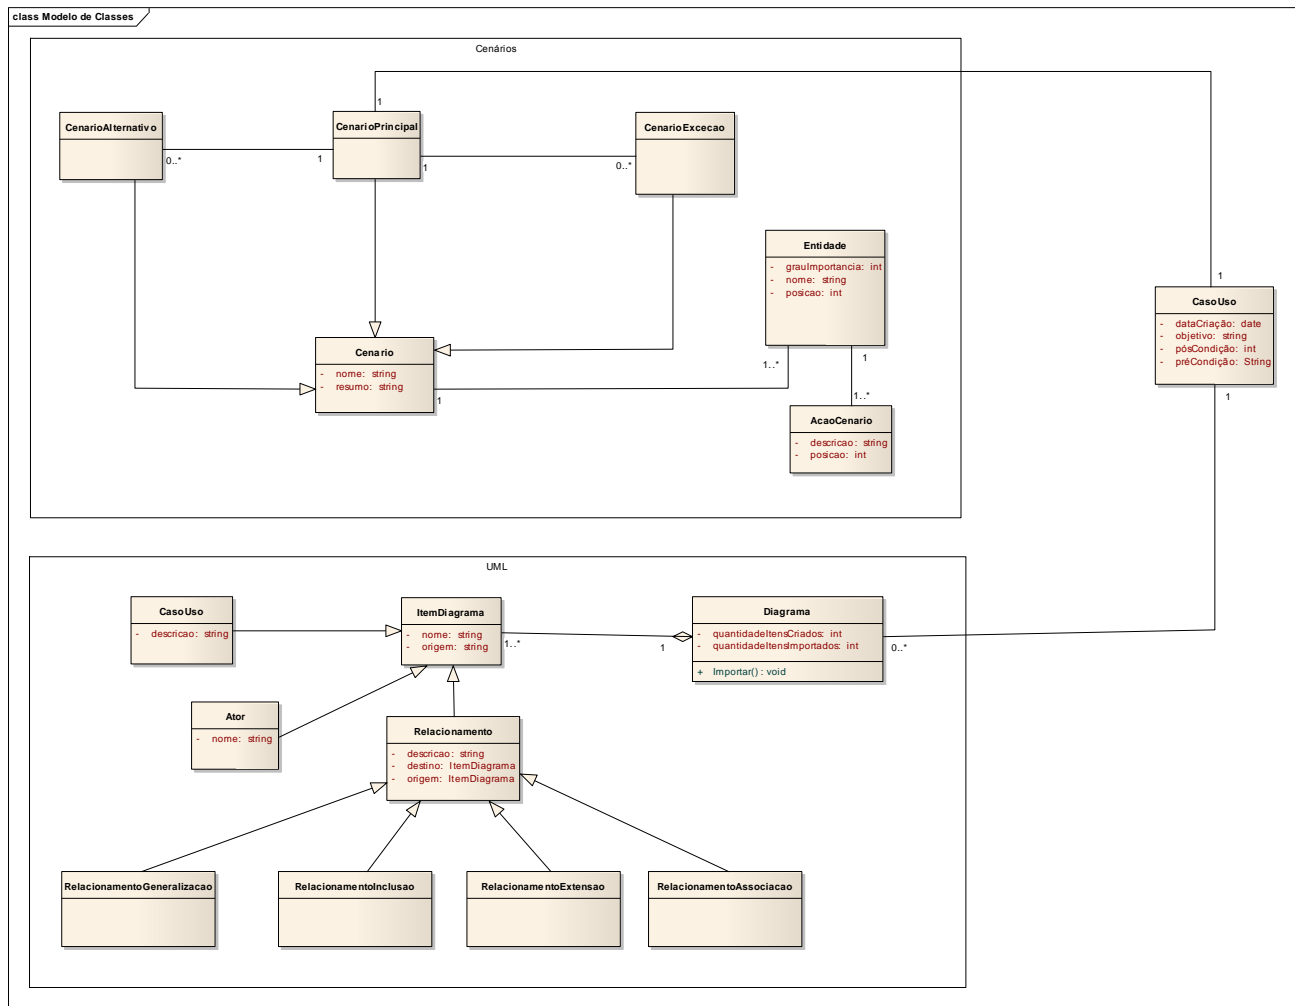 class Modelo de Classes
Cenários
1
CenarioAlternativo
0..*
1
CenarioPrincipal
1
0..*
CenarioExcecao
Entidade
- grauImportancia: int
- nome: string
- posicao: int
1..*
1
1..*
AcaoCenario
- descricao: string
- posicao: int
Cenario
- nome: string
- resumo: string
1
1
CasoUso
- dataCriação: date
- objetivo: string
- pósCondição: int
- préCondição: String
1
UML
CasoUso
- descricao: string
ItemDiagrama
- nome: string
- origem: string
1..*
1
Diagrama
- quantidadeItensCriados: int
- quantidadeItensImportados: int
+ Importar() : void
0..*
Ator
- nome: string
Relacionamento
- descricao: string
- destino: ItemDiagrama
- origem: ItemDiagrama
RelacionamentoGeneralizacao
RelacionamentoInclusao
RelacionamentoExtensao
RelacionamentoAssociacao